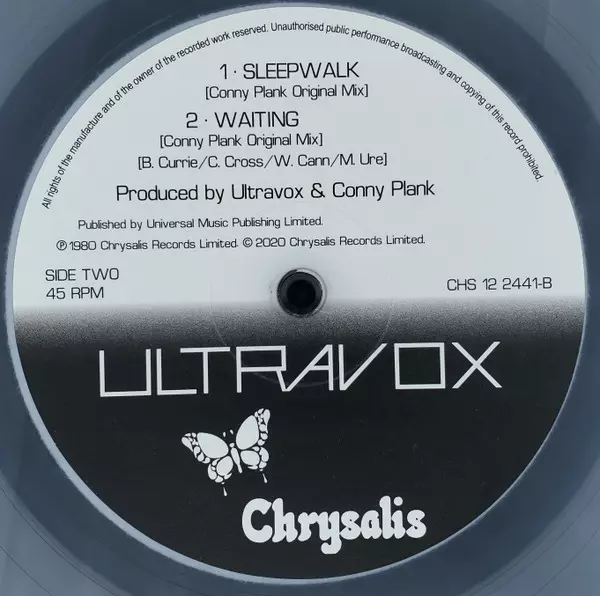 All rights of the manufacture and of the owner of the recorded work reserved. Unauthorised public performance broadcasting and copying of this record prohibited.
1 · SLEEPWALK
[Conny Plank Original Mix]
2 · WAITING
[Conny Plank Original Mix]
[B. Currie/C. Cross/W. Cann/M. Ure]
Produced by Ultravox & Conny Plank
Published by Universal Music Publishing Limited.
℗ 1980 Chrysalis Records Limited. © 2020 Chrysalis Records Limited.
SIDE TWO
45 RPM
CHS 12 2441-B
ULTRAVOX
Chrysalis